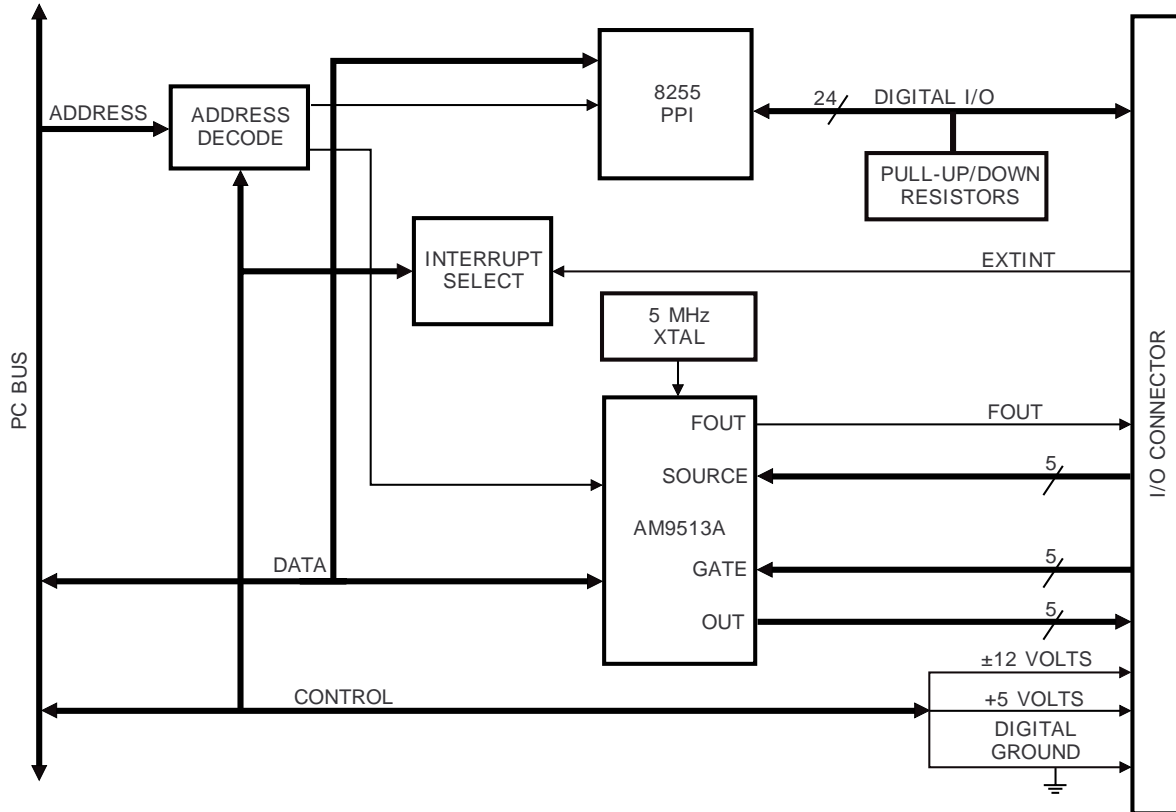 PC BUS
ADDRESS
ADDRESS
DECODE
8255
PPI
24
DIGITAL I/O
PULL-UP/DOWN
RESISTORS
INTERRUPT
SELECT
EXTINT
5 MHz
XTAL
FOUT
FOUT
SOURCE
5
AM9513A
DATA
GATE
5
OUT
5
±12 VOLTS
CONTROL
+5 VOLTS
DIGITAL
GROUND
I/O CONNECTOR